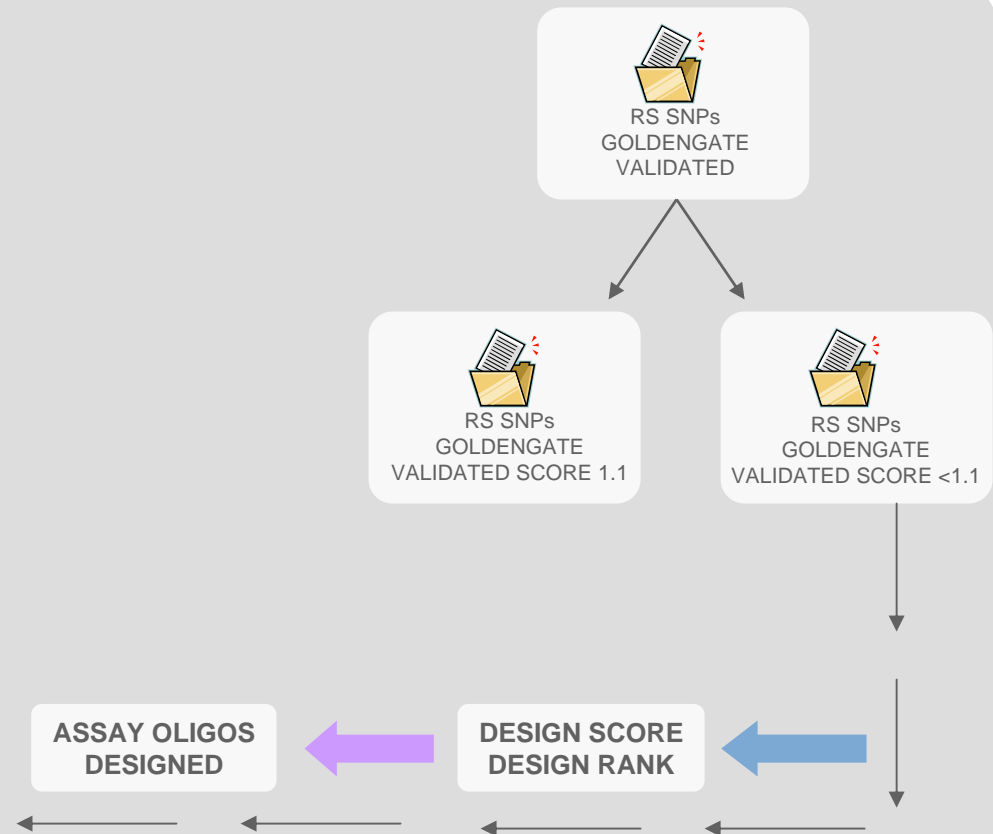 RS SNPs
GOLDENGATE
VALIDATED
RS SNPs
GOLDENGATE
VALIDATED SCORE 1.1
RS SNPs
GOLDENGATE
VALIDATED SCORE <1.1
ASSAY OLIGOS
DESIGNED
DESIGN SCORE
DESIGN RANK